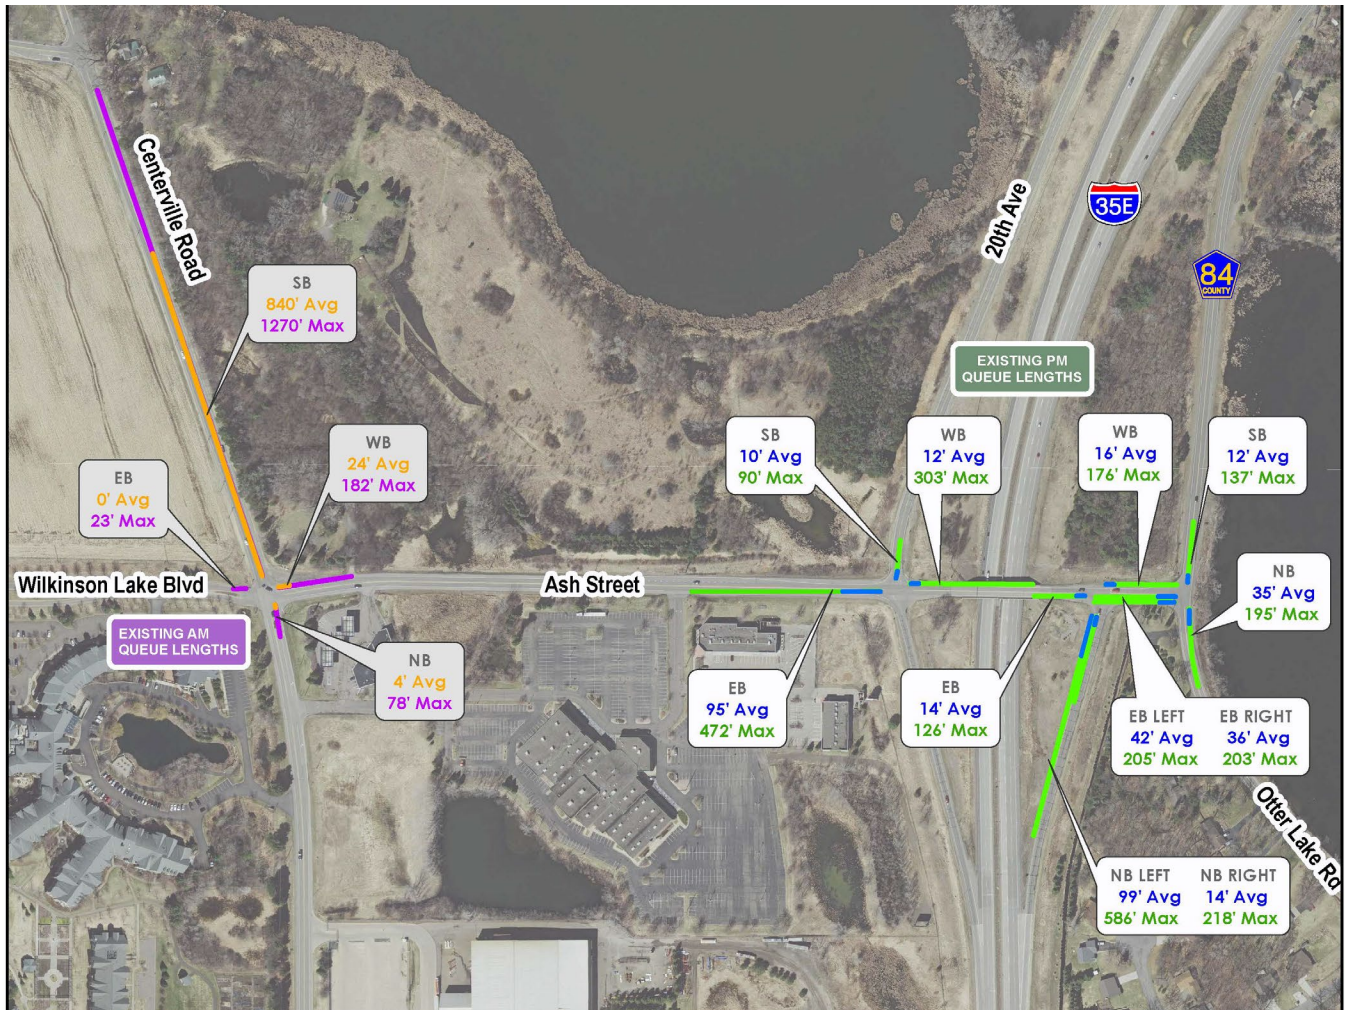 Centerville Road
20th Ave
35E
84
COUNTY
SB
840' Avg
1270' Max
EXISTING PM
QUEUE LENGTHS
WB
24' Avg
182' Max
SB
10' Avg
90' Max
WB
12' Avg
303' Max
WB
16' Avg
176' Max
SB
12' Avg
137' Max
EB
0' Avg
23' Max
Wilkinson Lake Blvd
Ash Street
NB
35' Avg
195' Max
EXISTING AM
QUEUE LENGTHS
NB
4' Avg
78' Max
EB
95' Avg
472' Max
EB
14' Avg
126' Max
EB LEFT EB RIGHT
42' Avg 36' Avg
205' Max 203' Max
Otter Lake Rd
NB LEFT NB RIGHT
99' Avg 14' Avg
586' Max 218' Max